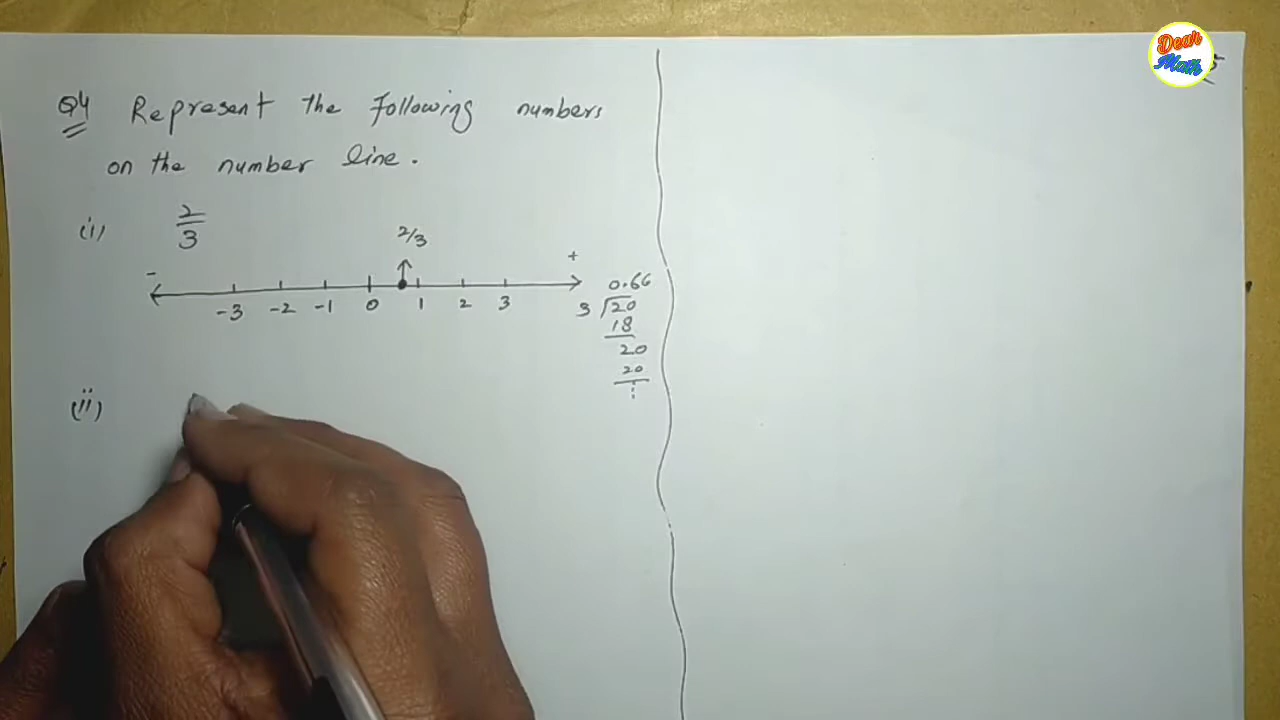 Dear Math
Q4 Represent the following numbers
on the number line.
(i) 2/3
2/3
- +
-3 -2 -1 0 1 2 3
0.66
3 20
18
20
20
(ii)